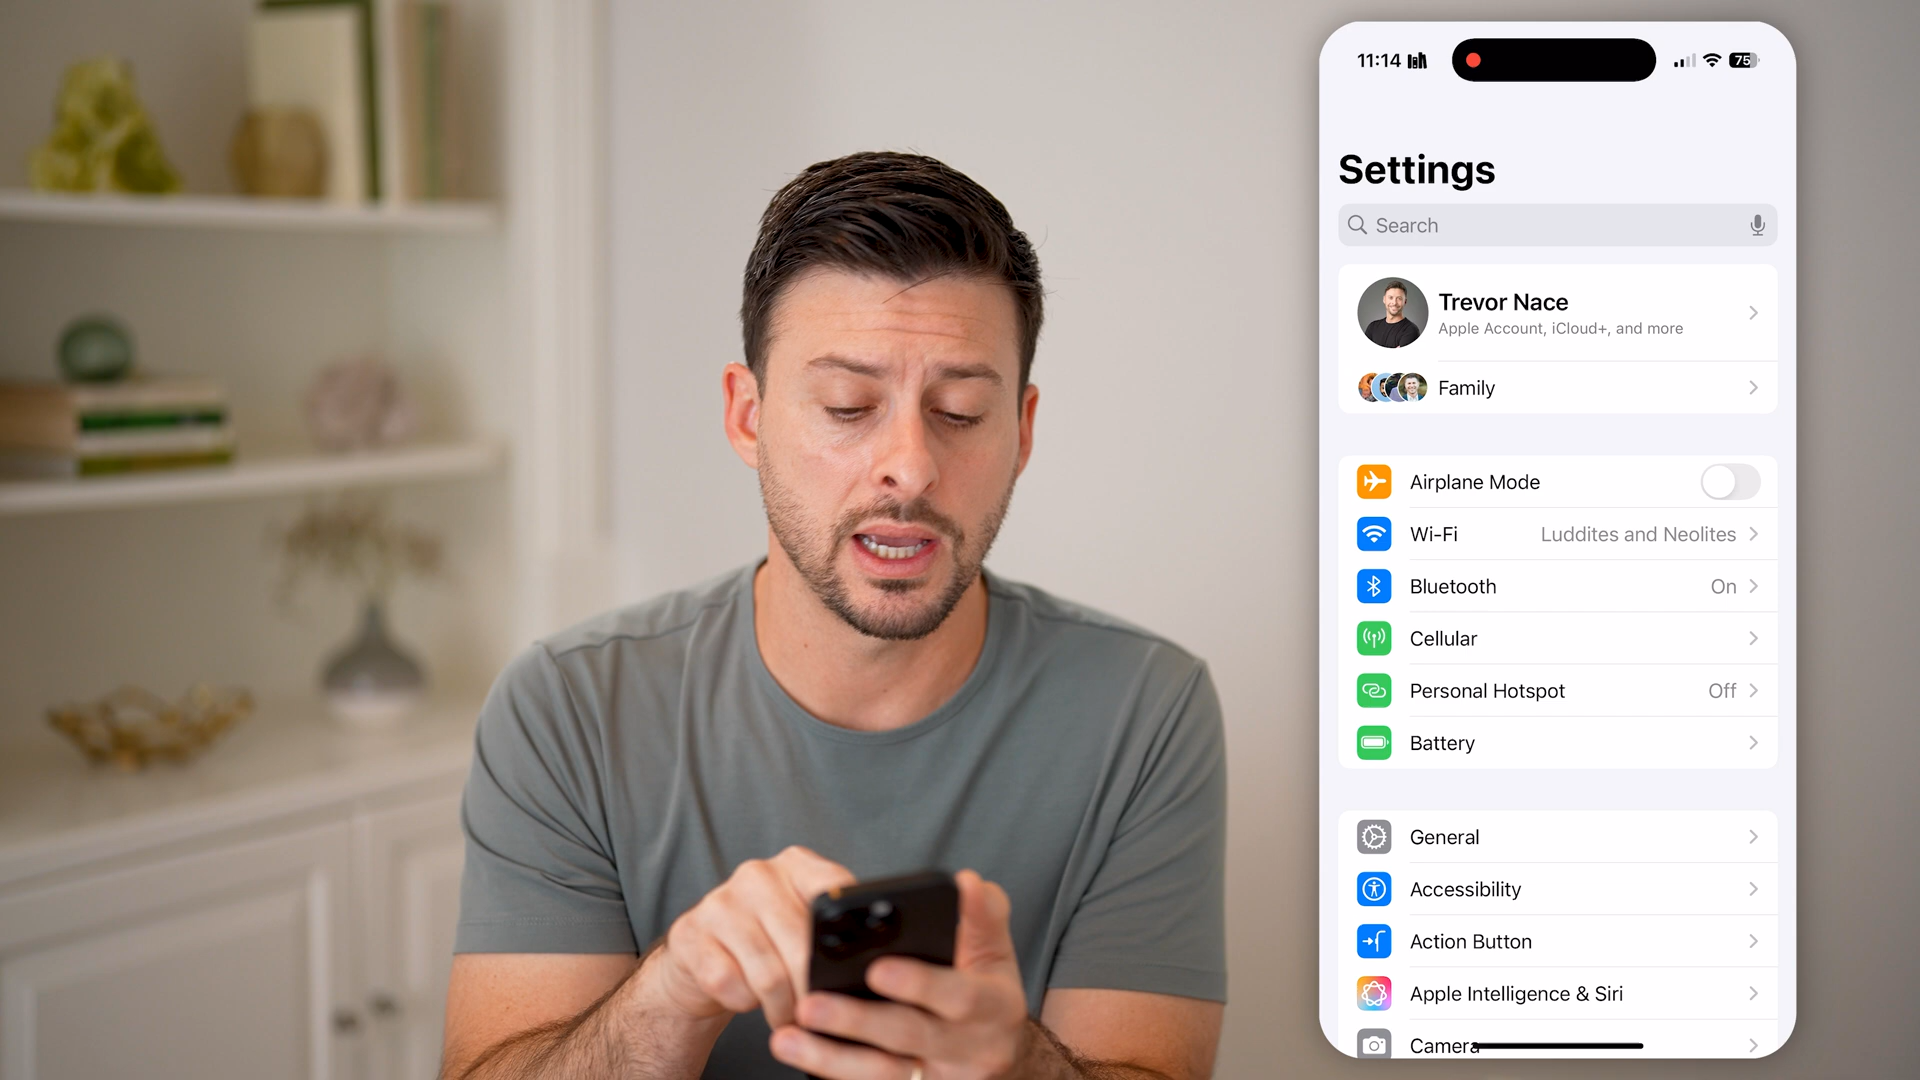 11:14
75
Settings
Search
Trevor Nace
Apple Account, iCloud+, and more
Family
Airplane Mode
Wi-Fi Luddites and Neolites
Bluetooth On
Cellular
Personal Hotspot Off
Battery
General
Accessibility
Action Button
Apple Intelligence & Siri
Camera